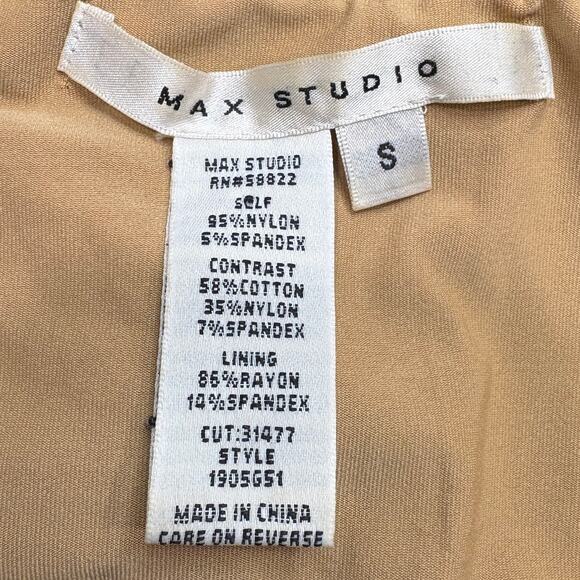 MAX STUDIO
S
MAX STUDIO
RN#58822
SELF
95%NYLON
5%SPANDEX
CONTRAST
58%COTTON
35%NYLON
7%SPANDEX
LINING
86%RAYON
14%SPANDEX
CUT:31477
STYLE
1905G51
MADE IN CHINA
CARE ON REVERSE